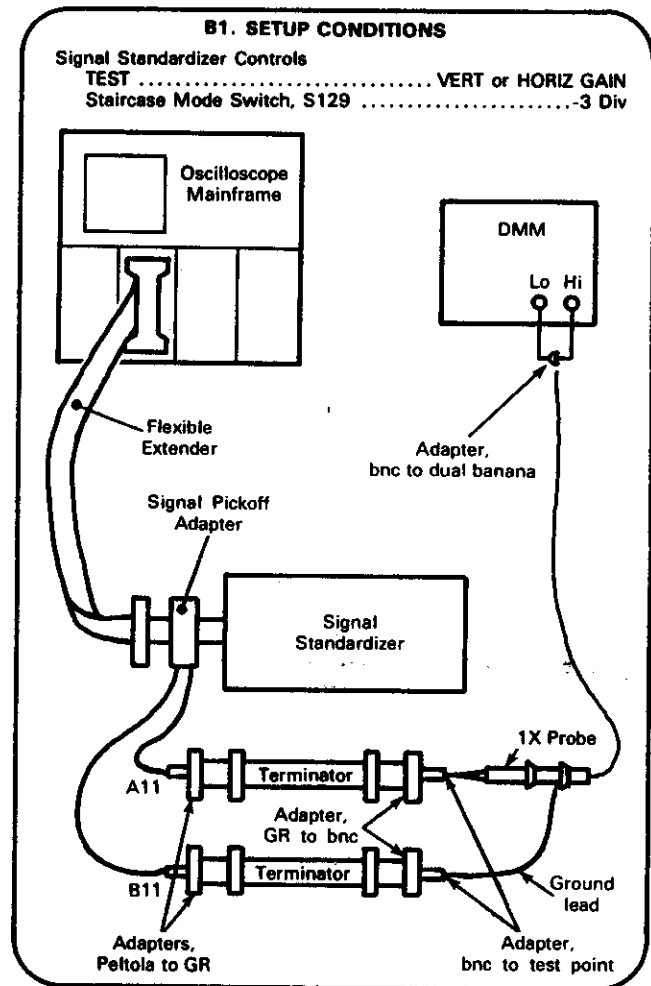 B1. SETUP CONDITIONS
Signal Standardizer Controls
TEST ................................ VERT or HORIZ GAIN
Staircase Mode Switch, S129 ......................-3 Div
Oscilloscope
Mainframe
DMM
Lo Hi
Flexible
Extender
Adapter,
bnc to dual banana
Signal Pickoff
Adapter
Signal
Standardizer
1X Probe
A11
Terminator
Adapter,
GR to bnc
B11
Terminator
Ground
lead
Adapters,
Peltola to GR
Adapter,
bnc to test point